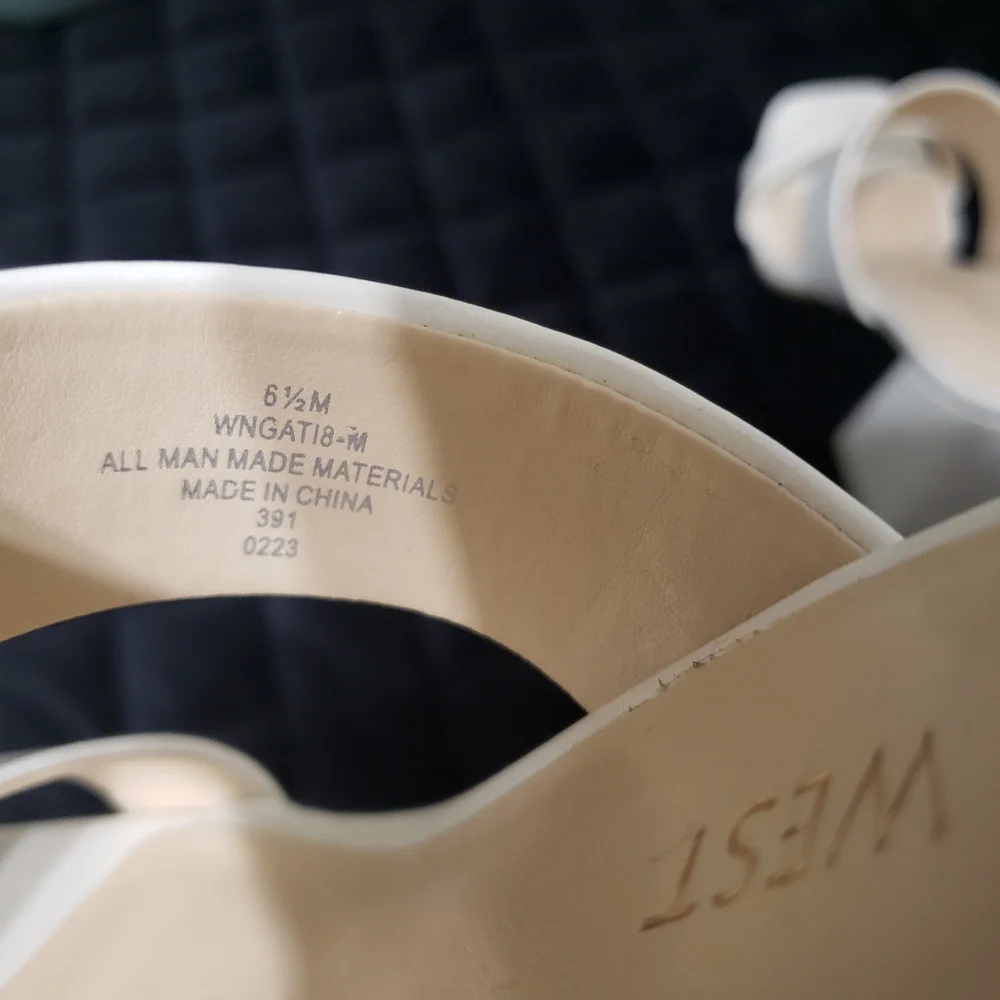 6½M
WNGATI8-M
ALL MAN MADE MATERIALS
MADE IN CHINA
391
0223
WEST